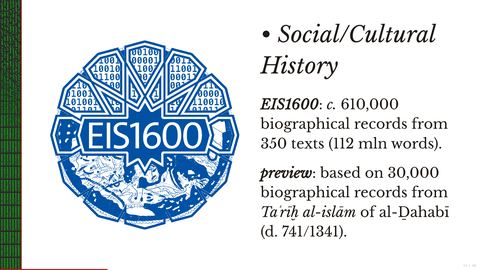 • Social/Cultural
History
EIS1600
EIS1600: c. 610,000
biographical records from
350 texts (112 mln words).
preview: based on 30,000
biographical records from
Taʾrīḫ al-islām of al-Ḏahabī
(d. 741/1341).